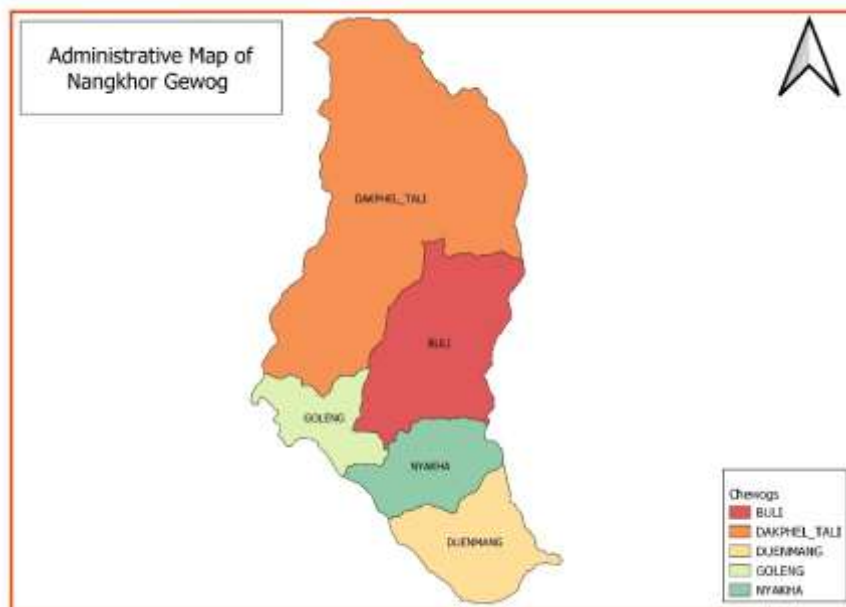 Administrative Map of
Nangkhor Gewog
DAKPHEL_TALI
BULI
GOLENG
NYAKHA
DUENMANG
Chewogs
BULI
DAKPHEL_TALI
DUENMANG
GOLENG
NYAKHA